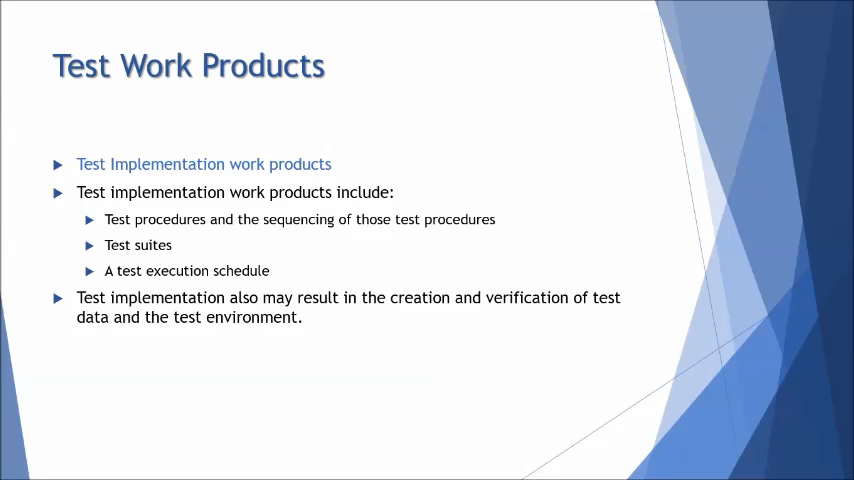 Test Work Products
Test Implementation work products
Test implementation work products include:
Test procedures and the sequencing of those test procedures
Test suites
A test execution schedule
Test implementation also may result in the creation and verification of test
data and the test environment.